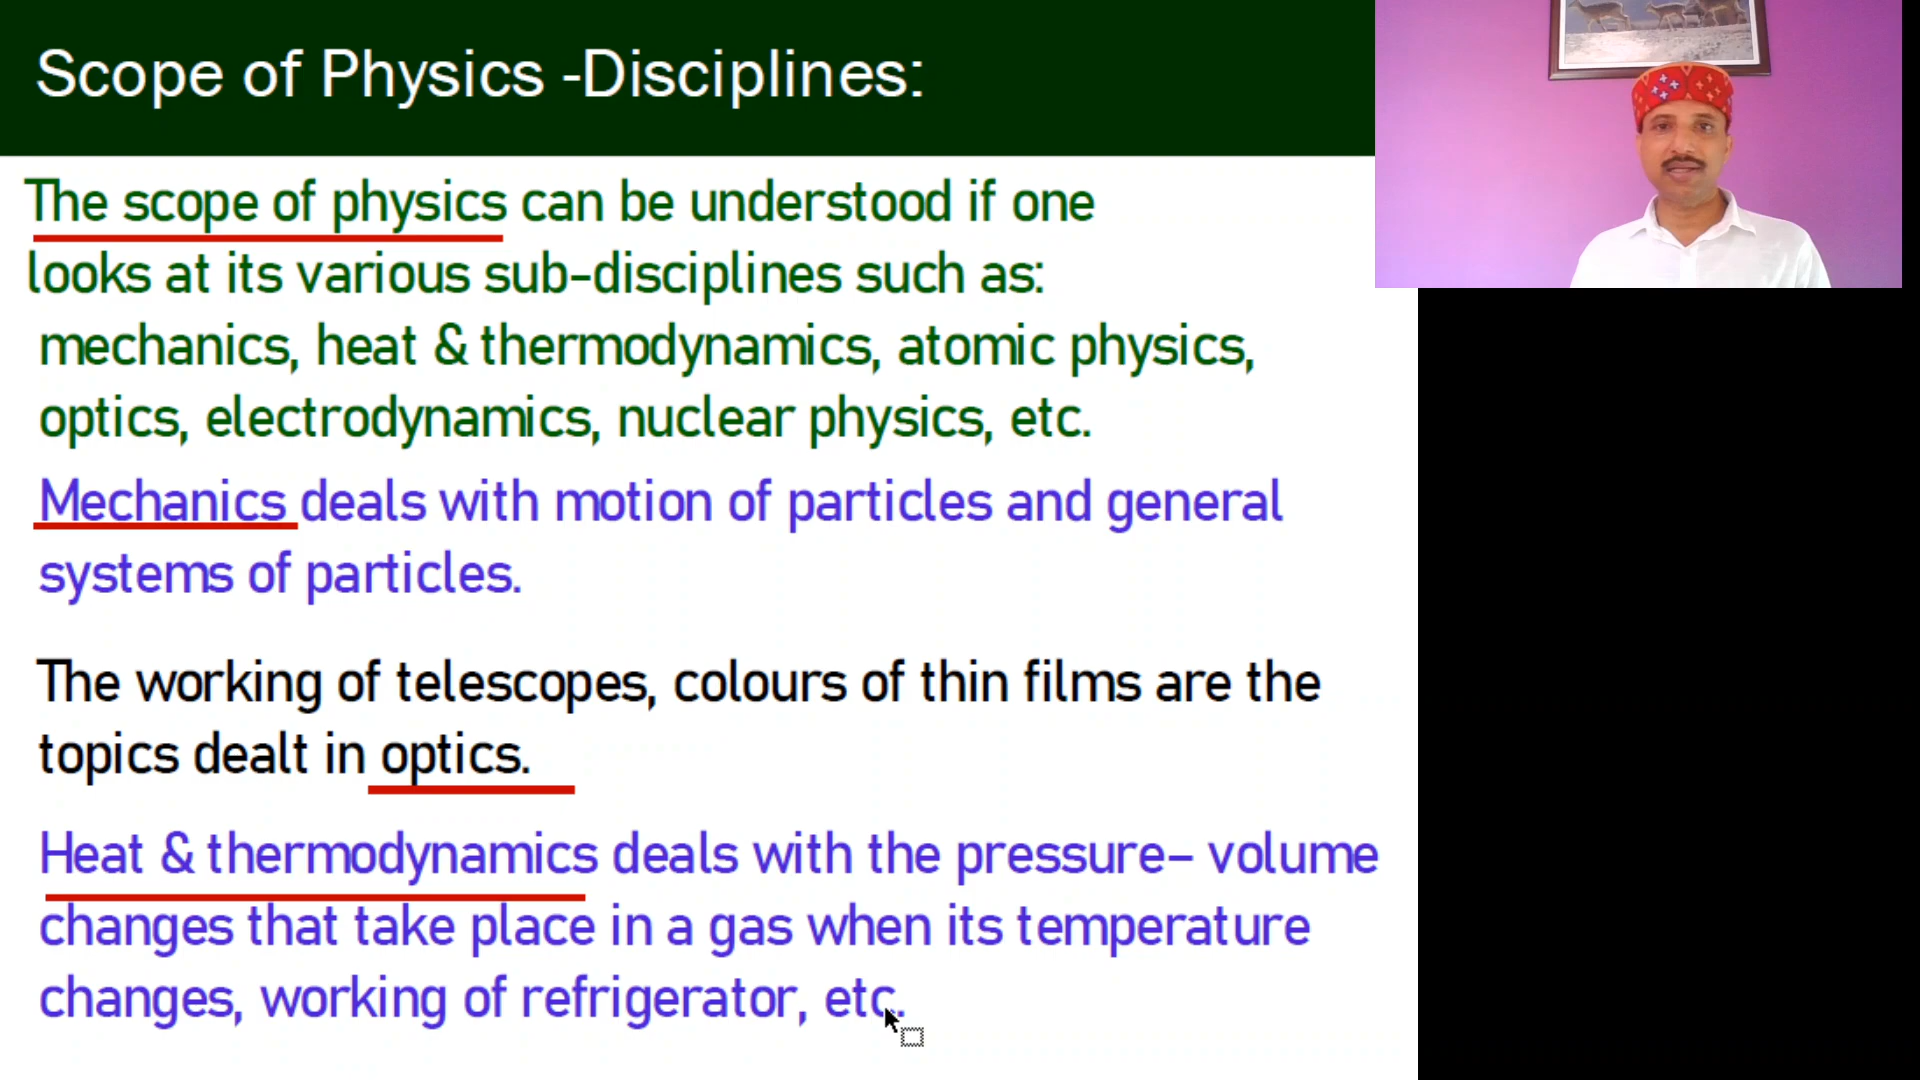 Scope of Physics -Disciplines:
The scope of physics can be understood if one
looks at its various sub-disciplines such as:
mechanics, heat & thermodynamics, atomic physics,
optics, electrodynamics, nuclear physics, etc.
Mechanics deals with motion of particles and general
systems of particles.
The working of telescopes, colours of thin films are the
topics dealt in optics.
Heat & thermodynamics deals with the pressure– volume
changes that take place in a gas when its temperature
changes, working of refrigerator, etc.